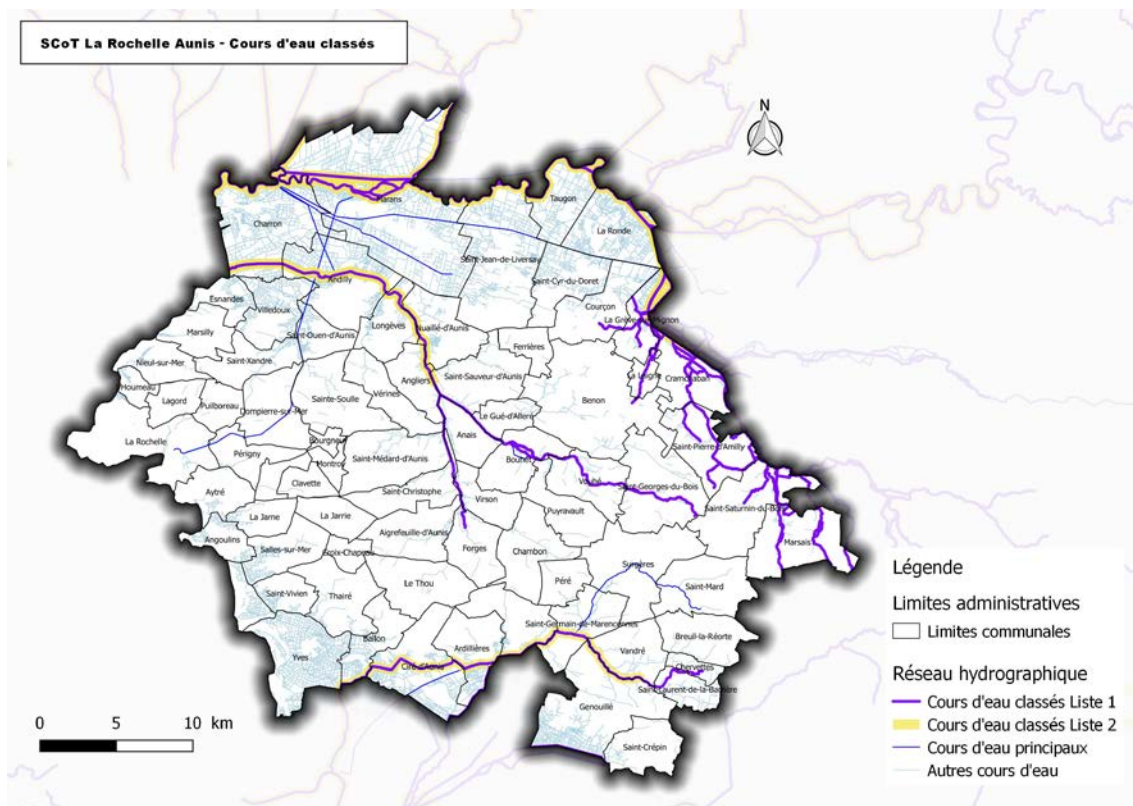 SCoT La Rochelle Aunis - Cours d'eau classés
N
Marans
Taugon
Charron
La Ronde
Saint-Jean-de-Liversay
Saint-Cyr-du-Doret
Andilly
Esnandes
Villedoux
Courçon
La Grève-sur-Mignon
Marsilly
Saint-Ouen-d'Aunis
Longèves
Nuaillé-d'Aunis
Ferrières
Nieul-sur-Mer
Saint-Xandre
Saint-Sauveur-d'Aunis
La Laigne
Cramchaban
L'Houmeau
Lagord
Puilboreau
Dompierre-sur-Mer
Sainte-Soulle
Vérines
Angliers
Le Gué-d'Alleré
Benon
La Rochelle
Périgny
Bourgneuf
Montroy
Anais
Saint-Pierre-d'Amilly
Clavette
Saint-Médard-d'Aunis
Bouhet
Vouhé
Saint-Georges-du-Bois
Aytré
Saint-Christophe
Virson
Puyravault
Saint-Saturnin-du-Bois
La Jarne
La Jarrie
Aigrefeuille-d'Aunis
Marsais
Angoulins
Salles-sur-Mer
Croix-Chapeau
Forges
Chambon
Surgères
Saint-Vivien
Thairé
Le Thou
Péré
Saint-Mard
Saint-Germain-de-Marencennes
Ballon
Ardillières
Vandré
Breuil-la-Réorte
Yves
Ciré-d'Aunis
Chervettes
Saint-Laurent-de-la-Barrière
Genouillé
Saint-Crépin
0 5 10 km
Légende
Limites administratives
Limites communales
Réseau hydrographique
Cours d'eau classés Liste 1
Cours d'eau classés Liste 2
Cours d'eau principaux
Autres cours d'eau